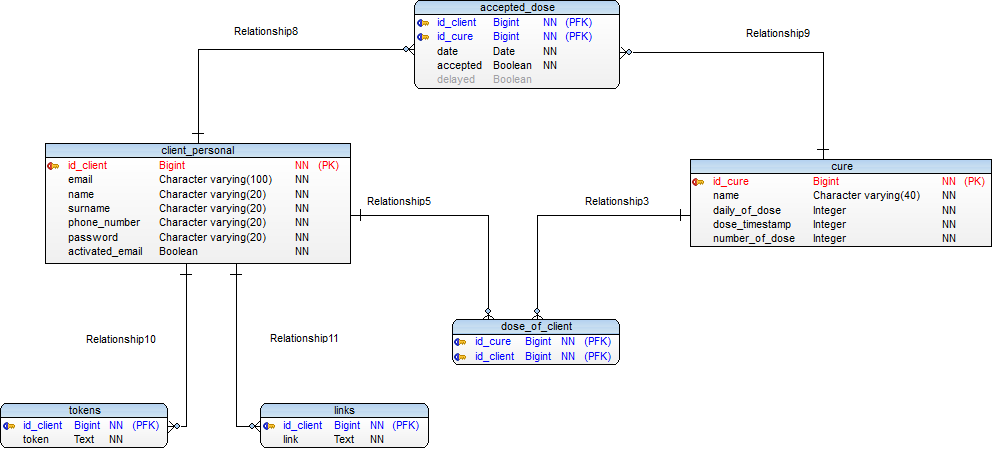 accepted_dose
id_client Bigint NN (PFK)
id_cure Bigint NN (PFK)
date Date NN
accepted Boolean NN
delayed Boolean
Relationship8
Relationship9
client_personal
id_client Bigint NN (PK)
email Character varying(100) NN
name Character varying(20) NN
surname Character varying(20) NN
phone_number Character varying(20) NN
password Character varying(20) NN
activated_email Boolean NN
cure
id_cure Bigint NN (PK)
name Character varying(40) NN
daily_of_dose Integer NN
dose_timestamp Integer NN
number_of_dose Integer NN
Relationship5
Relationship3
dose_of_client
id_cure Bigint NN (PFK)
id_client Bigint NN (PFK)
Relationship10
Relationship11
tokens
id_client Bigint NN (PFK)
token Text NN
links
id_client Bigint NN (PFK)
link Text NN